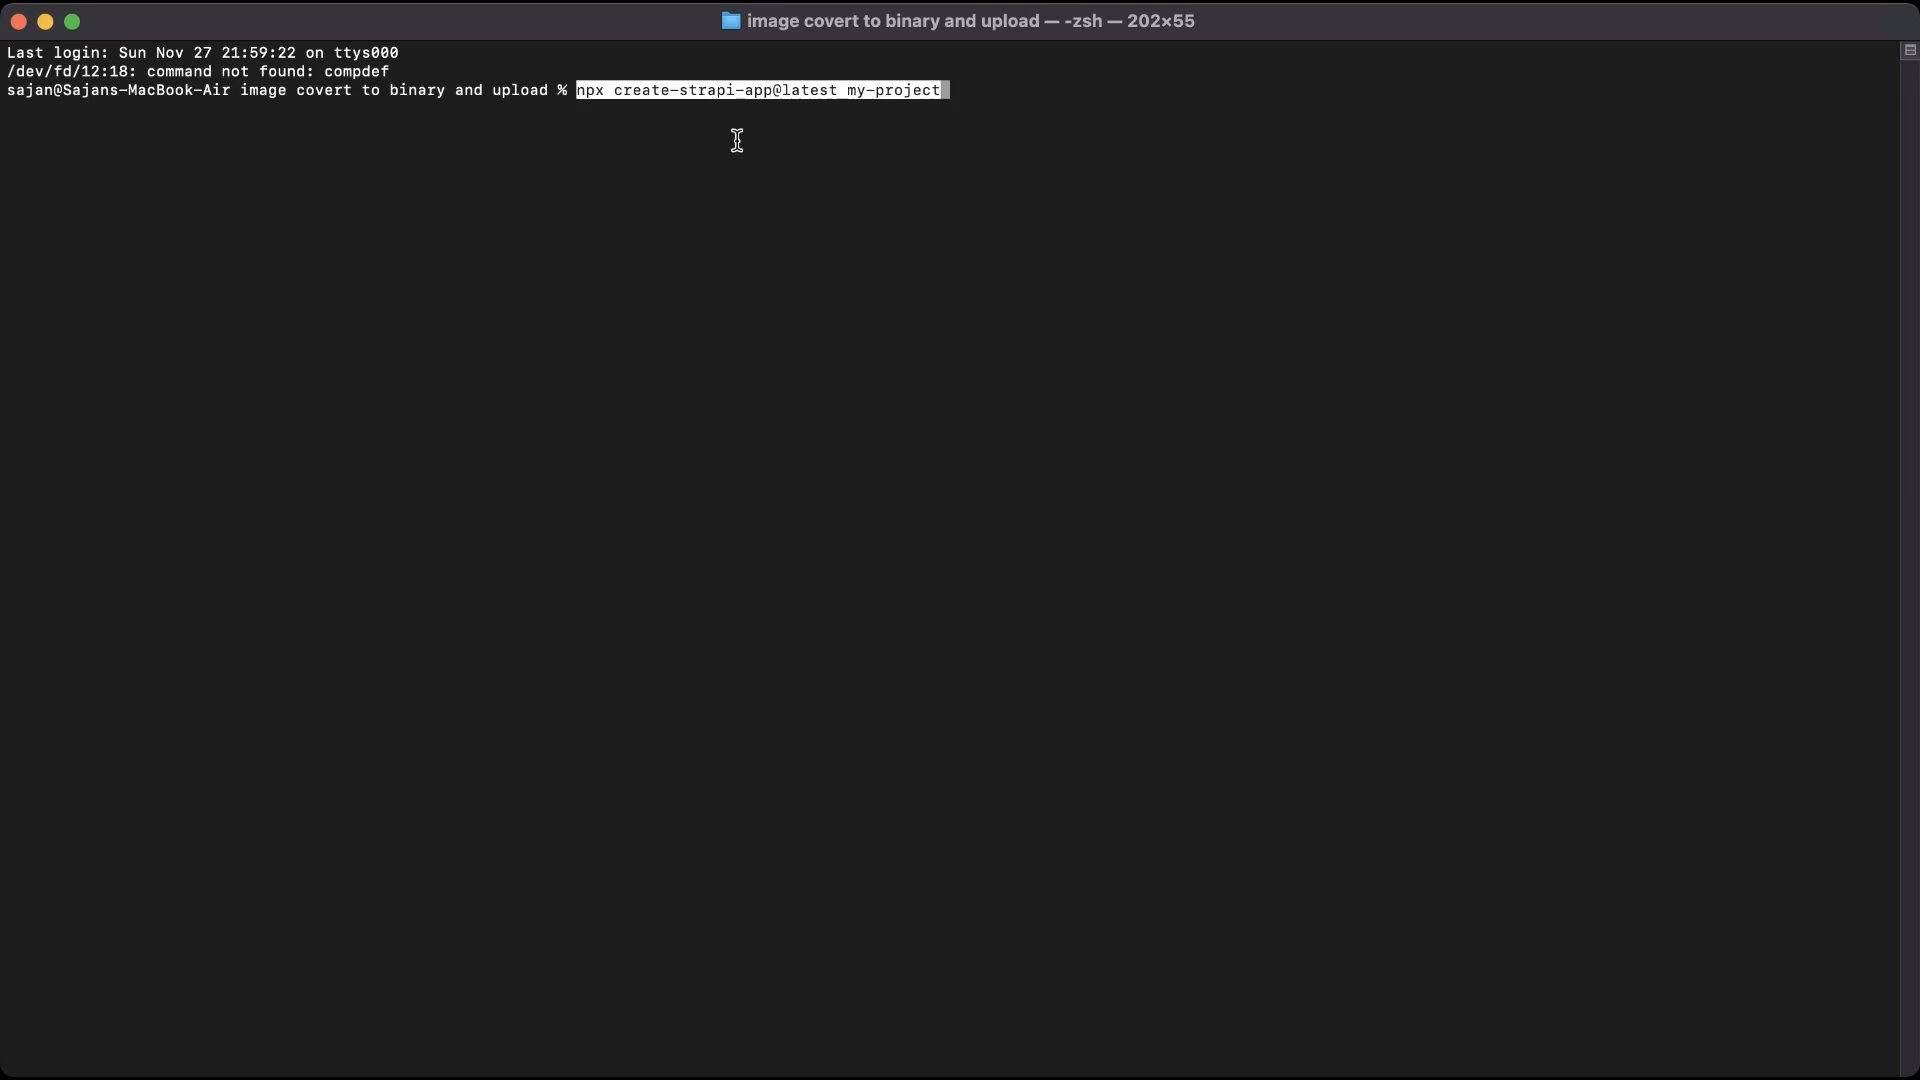 image covert to binary and upload — -zsh — 202×55
Last login: Sun Nov 27 21:59:22 on ttys000
/dev/fd/12:18: command not found: compdef
sajan@Sajans-MacBook-Air image covert to binary and upload % npx create-strapi-app@latest my-project